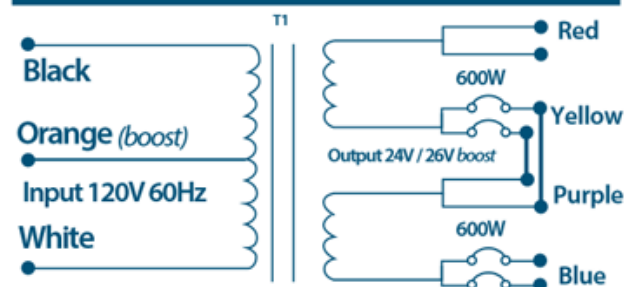 T1
Red
Black
600W
Yellow
Orange (boost)
Output 24V / 26V boost
Input 120V 60Hz
Purple
White
600W
Blue